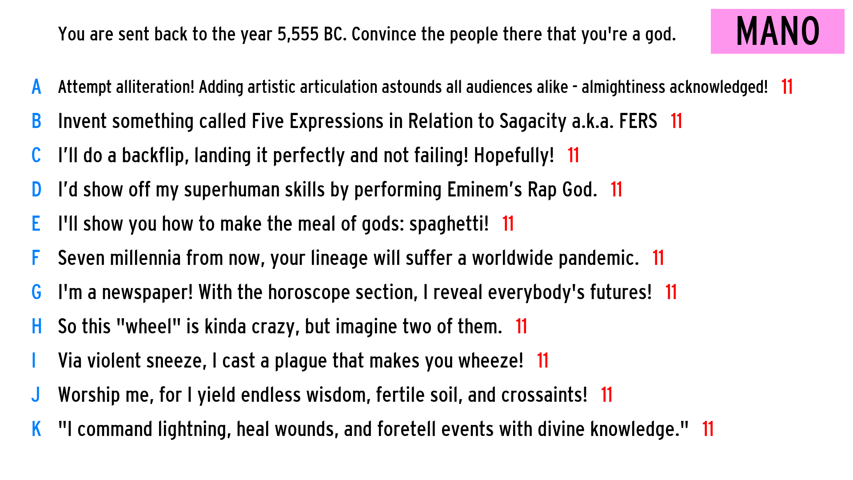 You are sent back to the year 5,555 BC. Convince the people there that you're a god.
MANO
A Attempt alliteration! Adding artistic articulation astounds all audiences alike - almightiness acknowledged! 11
B Invent something called Five Expressions in Relation to Sagacity a.k.a. FERS 11
C I’ll do a backflip, landing it perfectly and not failing! Hopefully! 11
D I’d show off my superhuman skills by performing Eminem’s Rap God. 11
E I'll show you how to make the meal of gods: spaghetti! 11
F Seven millennia from now, your lineage will suffer a worldwide pandemic. 11
G I'm a newspaper! With the horoscope section, I reveal everybody's futures! 11
H So this "wheel" is kinda crazy, but imagine two of them. 11
I Via violent sneeze, I cast a plague that makes you wheeze! 11
J Worship me, for I yield endless wisdom, fertile soil, and crossaints! 11
K "I command lightning, heal wounds, and foretell events with divine knowledge." 11